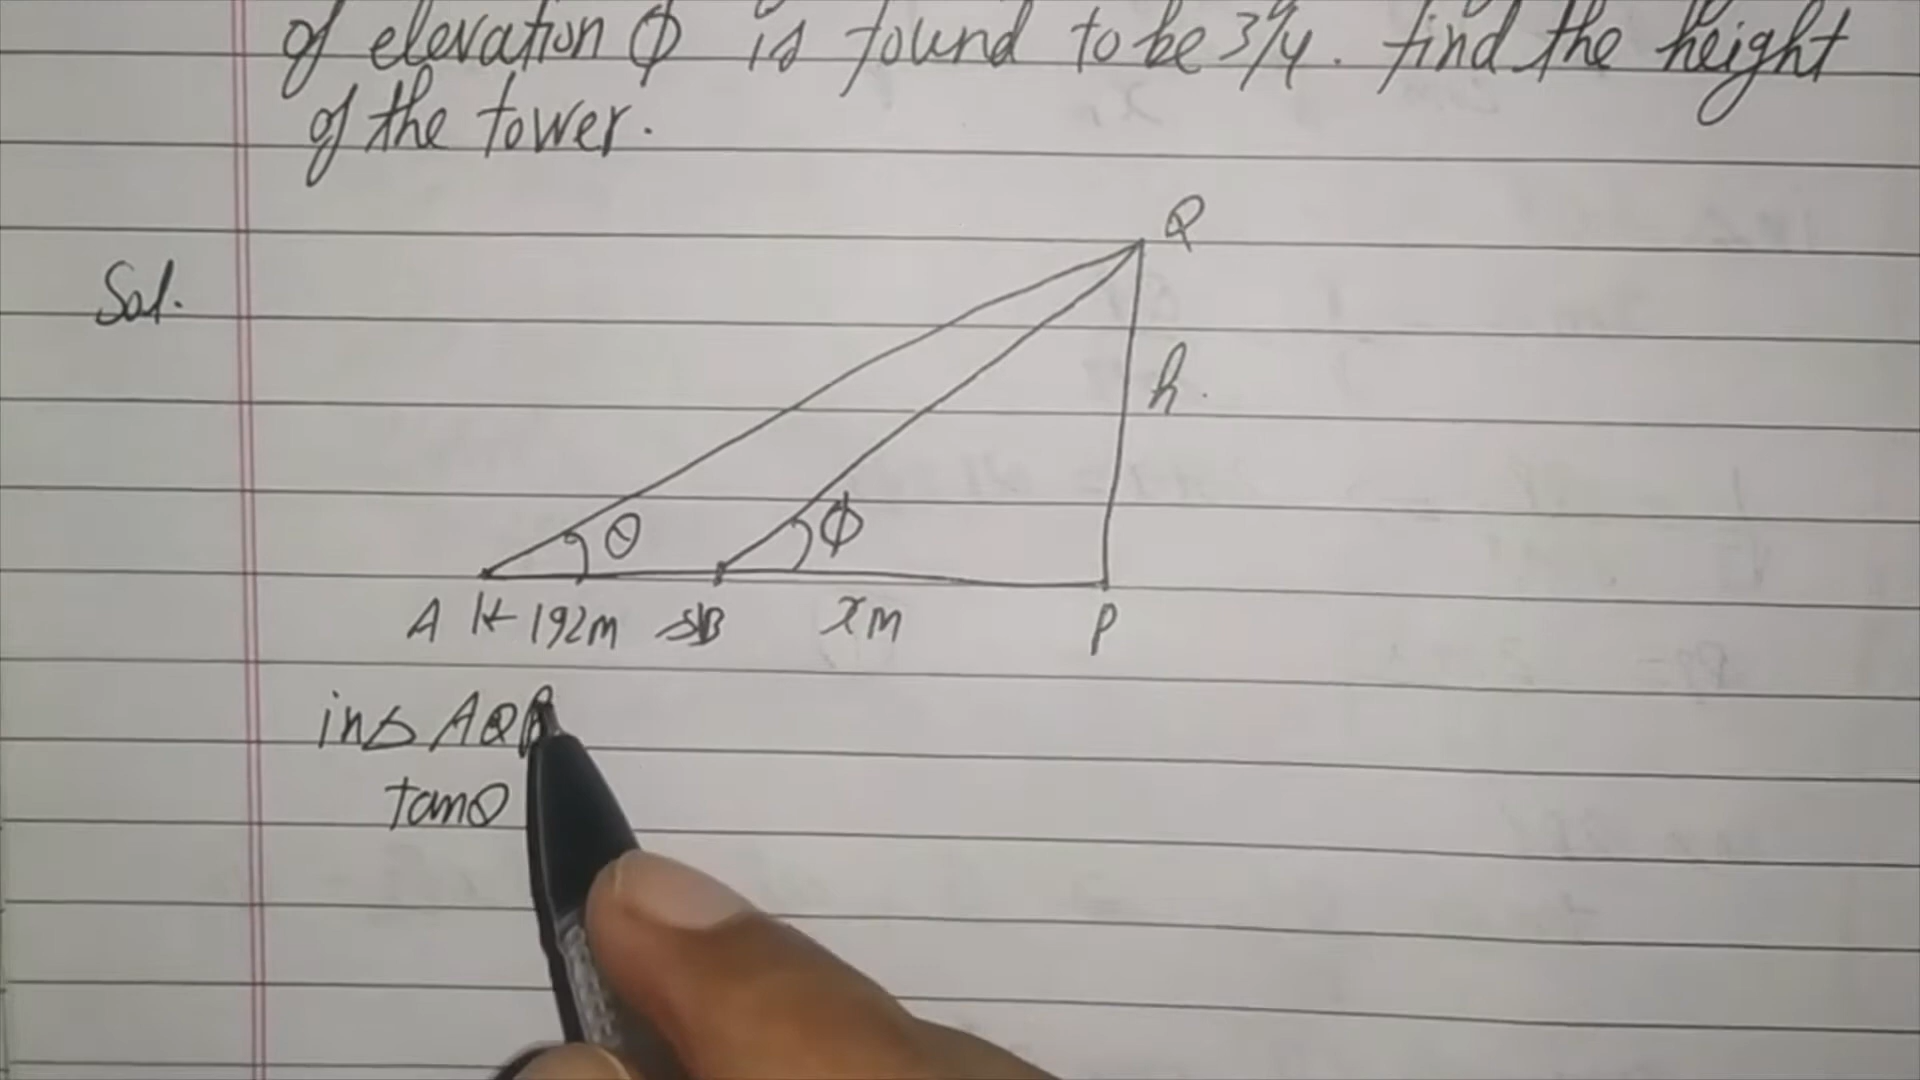 of elevation ϕ is found to be 3/4. find the height
of the tower.
Sol.
Q
h.
θ
ϕ
A 192m B xm P
in △ AQP
tanθ